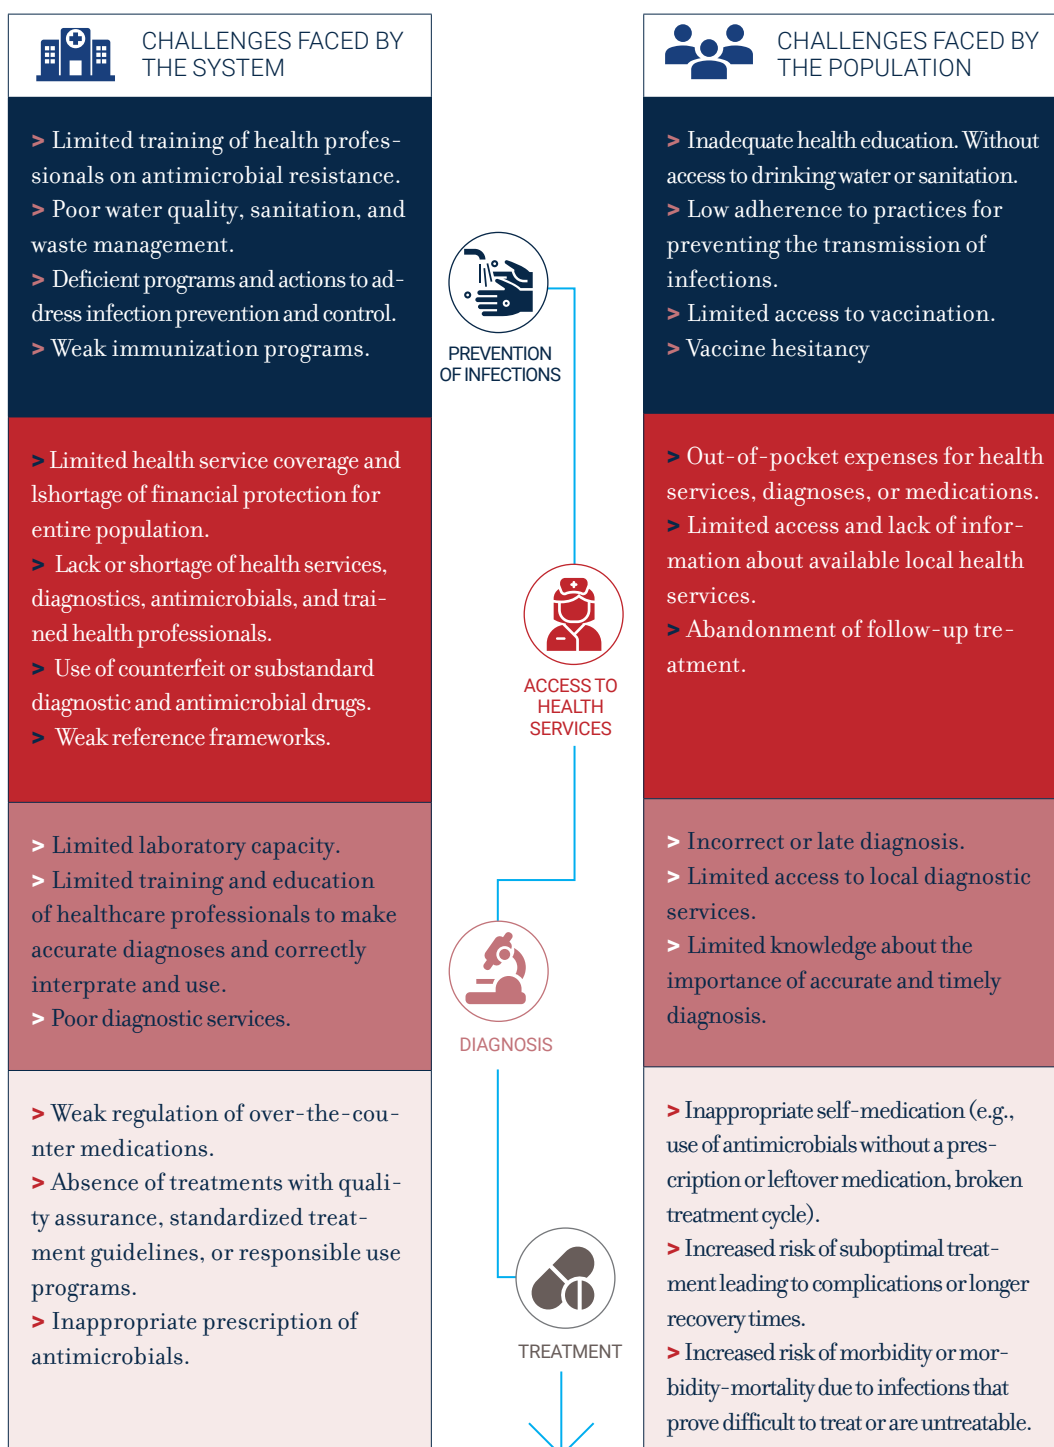 CHALLENGES FACED BY
THE SYSTEM
> Limited training of health profes-
sionals on antimicrobial resistance.
> Poor water quality, sanitation, and
waste management.
> Deficient programs and actions to ad-
dress infection prevention and control.
> Weak immunization programs.
> Limited health service coverage and
lshortage of financial protection for
entire population.
> Lack or shortage of health services,
diagnostics, antimicrobials, and trai-
ned health professionals.
> Use of counterfeit or substandard
diagnostic and antimicrobial drugs.
> Weak reference frameworks.
> Limited laboratory capacity.
> Limited training and education
of healthcare professionals to make
accurate diagnoses and correctly
interprate and use.
> Poor diagnostic services.
> Weak regulation of over-the-cou-
nter medications.
> Absence of treatments with quali-
ty assurance, standardized treat-
ment guidelines, or responsible use
programs.
> Inappropriate prescription of
antimicrobials.
PREVENTION
OF INFECTIONS
ACCESS TO
HEALTH
SERVICES
DIAGNOSIS
TREATMENT
CHALLENGES FACED BY
THE POPULATION
> Inadequate health education. Without
access to drinking water or sanitation.
> Low adherence to practices for
preventing the transmission of
infections.
> Limited access to vaccination.
> Vaccine hesitancy
> Out-of-pocket expenses for health
services, diagnoses, or medications.
> Limited access and lack of infor-
mation about available local health
services.
> Abandonment of follow-up tre-
atment.
> Incorrect or late diagnosis.
> Limited access to local diagnostic
services.
> Limited knowledge about the
importance of accurate and timely
diagnosis.
> Inappropriate self-medication (e.g.,
use of antimicrobials without a pres-
cription or leftover medication, broken
treatment cycle).
> Increased risk of suboptimal treat-
ment leading to complications or longer
recovery times.
> Increased risk of morbidity or mor-
bidity-mortality due to infections that
prove difficult to treat or are untreatable.